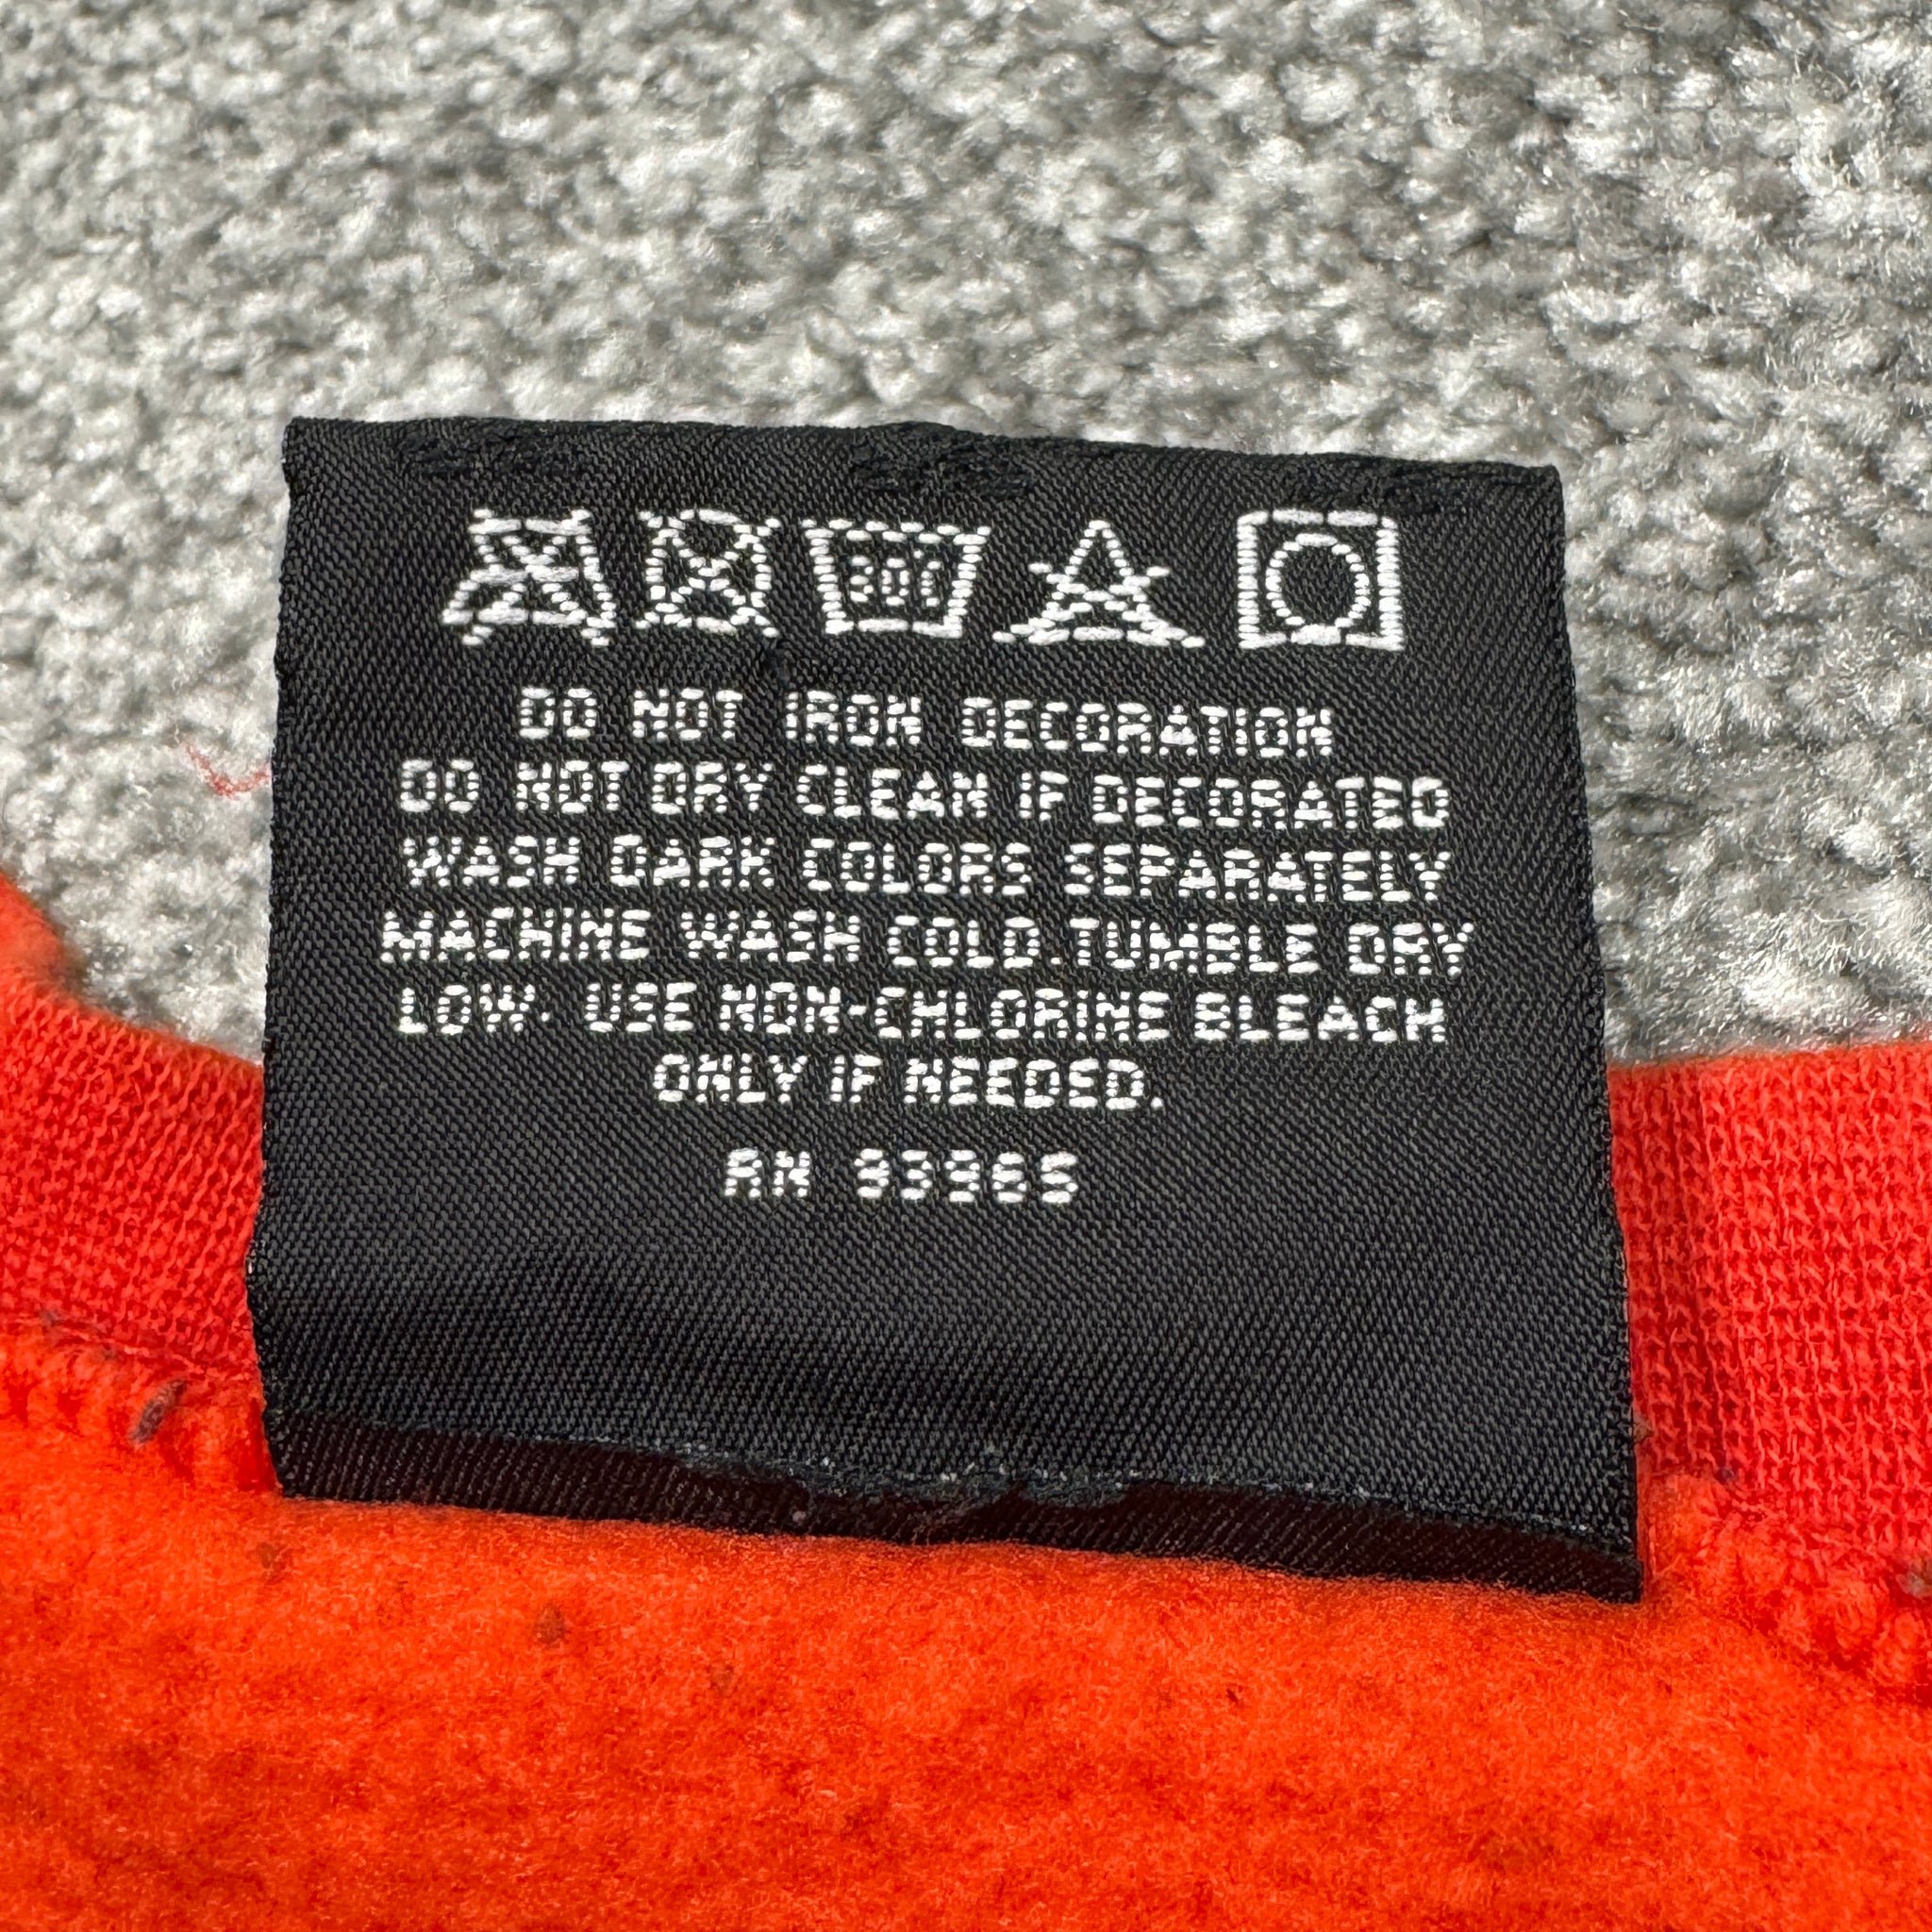 30°C
DO NOT IRON DECORATION
DO NOT DRY CLEAN IF DECORATED
WASH DARK COLORS SEPARATELY
MACHINE WASH COLD.TUMBLE DRY
LOW. USE NON-CHLORINE BLEACH
ONLY IF NEEDED.
RN 93965